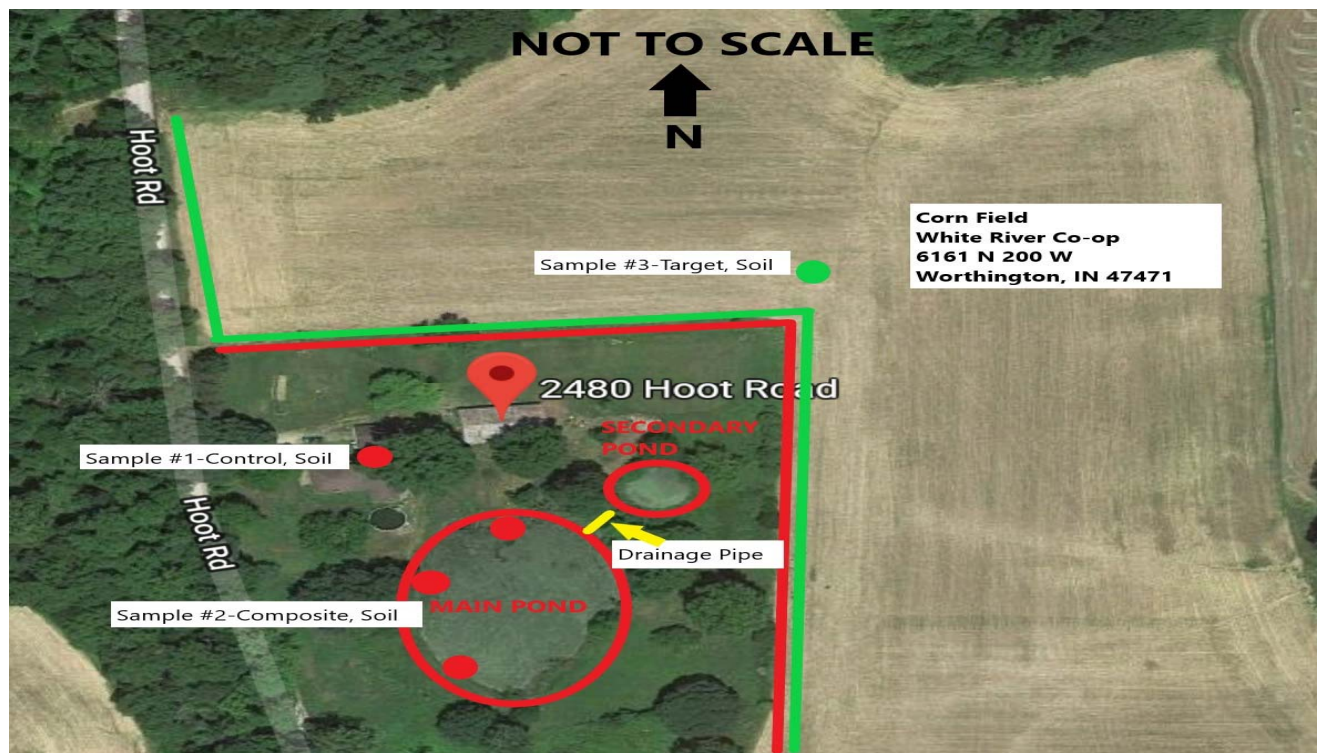 NOT TO SCALE
N
Hoot Rd
Corn Field
White River Co-op
6161 N 200 W
Worthington, IN 47471
Sample #3-Target, Soil
2480 Hoot Road
SECONDARY
POND
Sample #1-Control, Soil
Hoot Rd
Drainage Pipe
MAIN POND
Sample #2-Composite, Soil